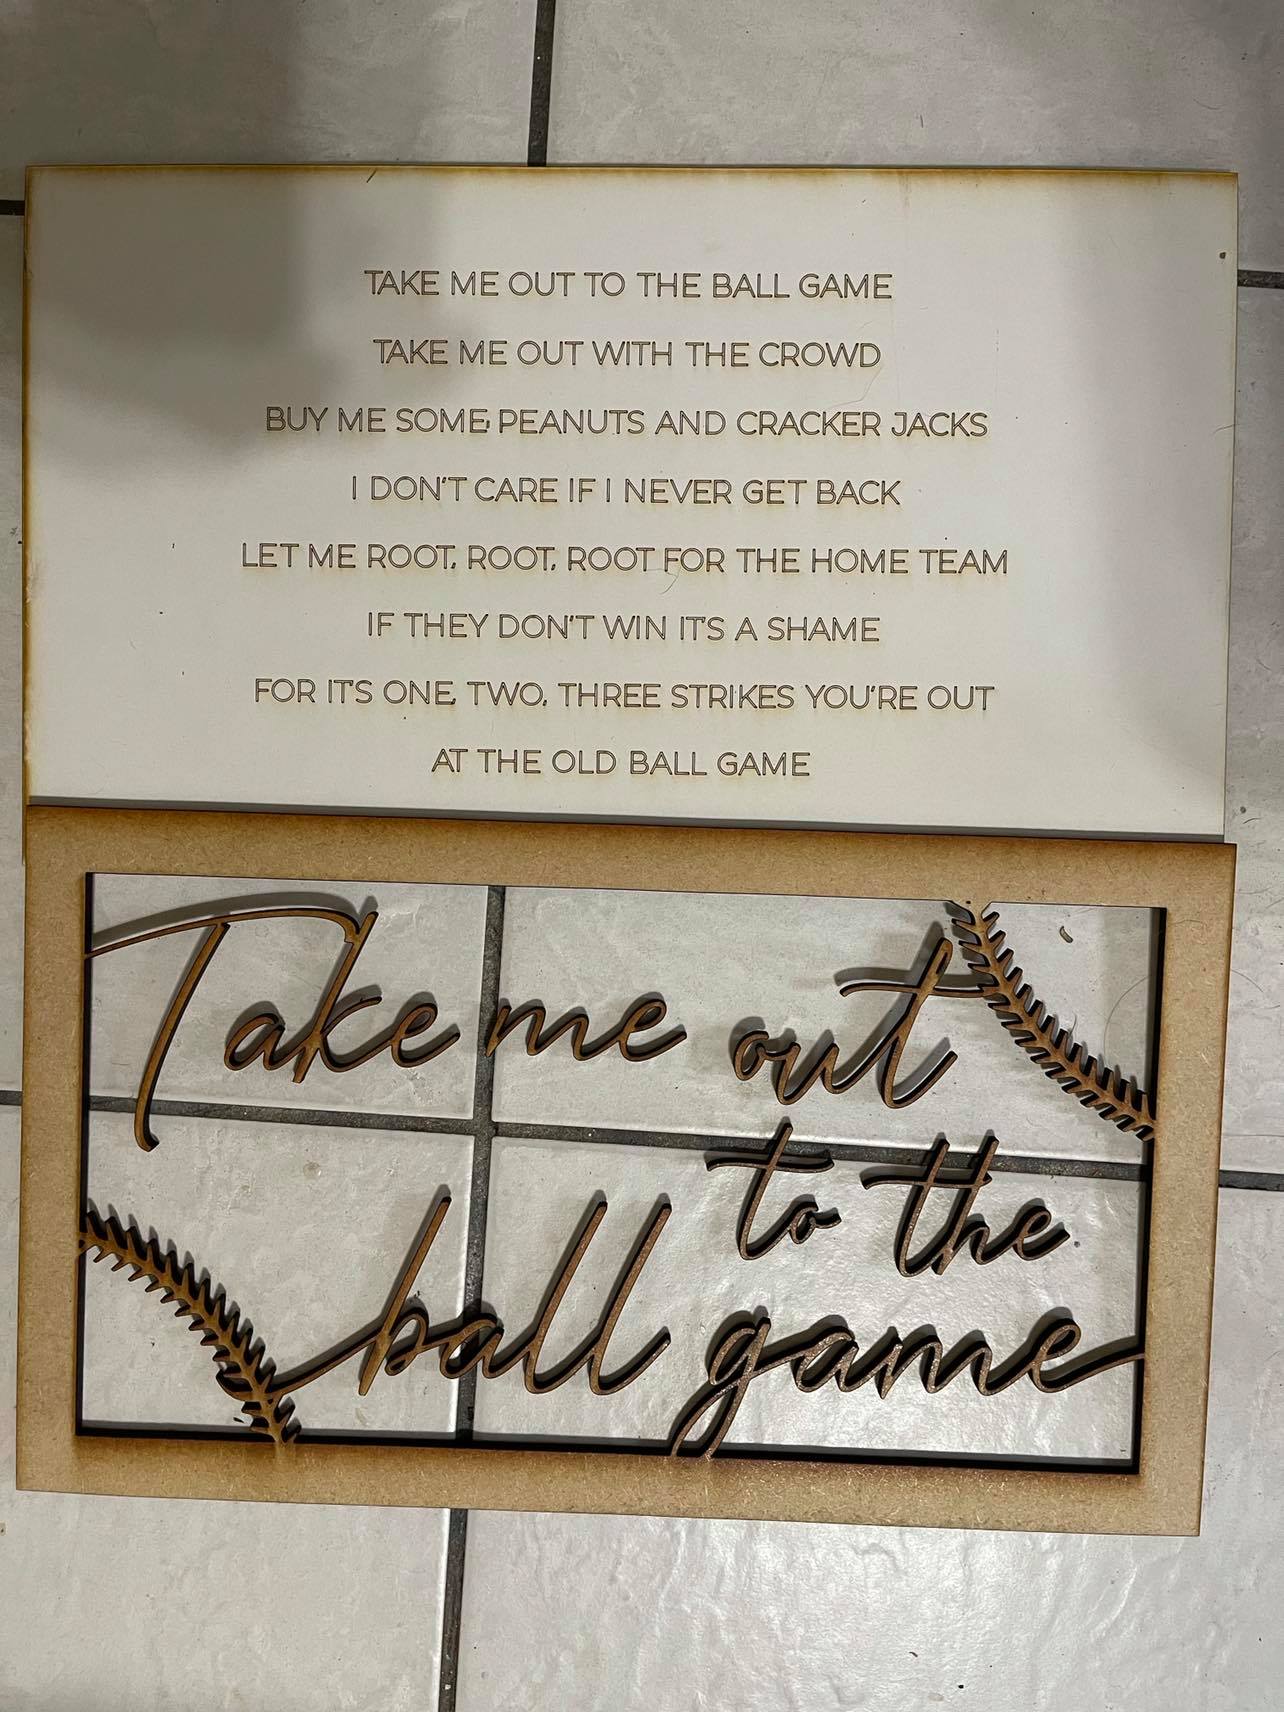 TAKE ME OUT TO THE BALL GAME
TAKE ME OUT WITH THE CROWD
BUY ME SOME PEANUTS AND CRACKER JACKS
I DON'T CARE IF I NEVER GET BACK
LET ME ROOT, ROOT, ROOT FOR THE HOME TEAM
IF THEY DON'T WIN IT'S A SHAME
FOR IT'S ONE, TWO, THREE STRIKES YOU'RE OUT
AT THE OLD BALL GAME
Take me out
to the
ball game